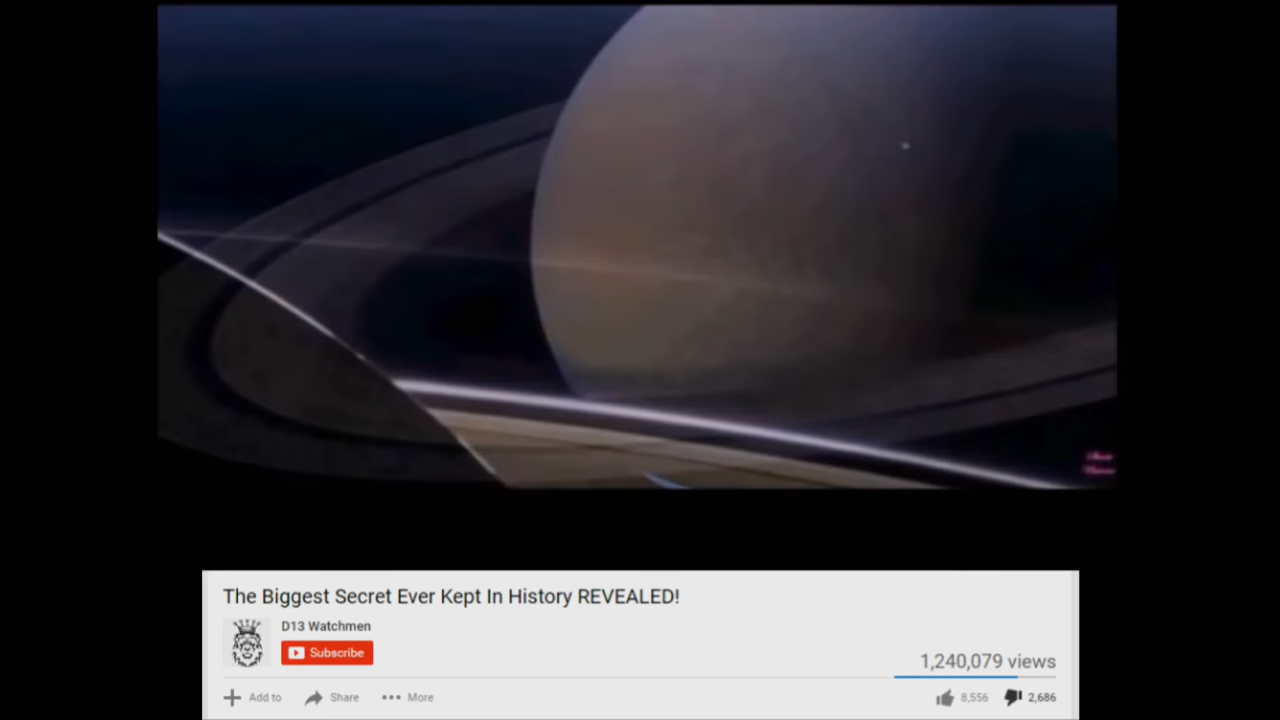 The Biggest Secret Ever Kept In History REVEALED!
D13 Watchmen
Subscribe
1,240,079 views
Add to
Share
More
8,556
2,686